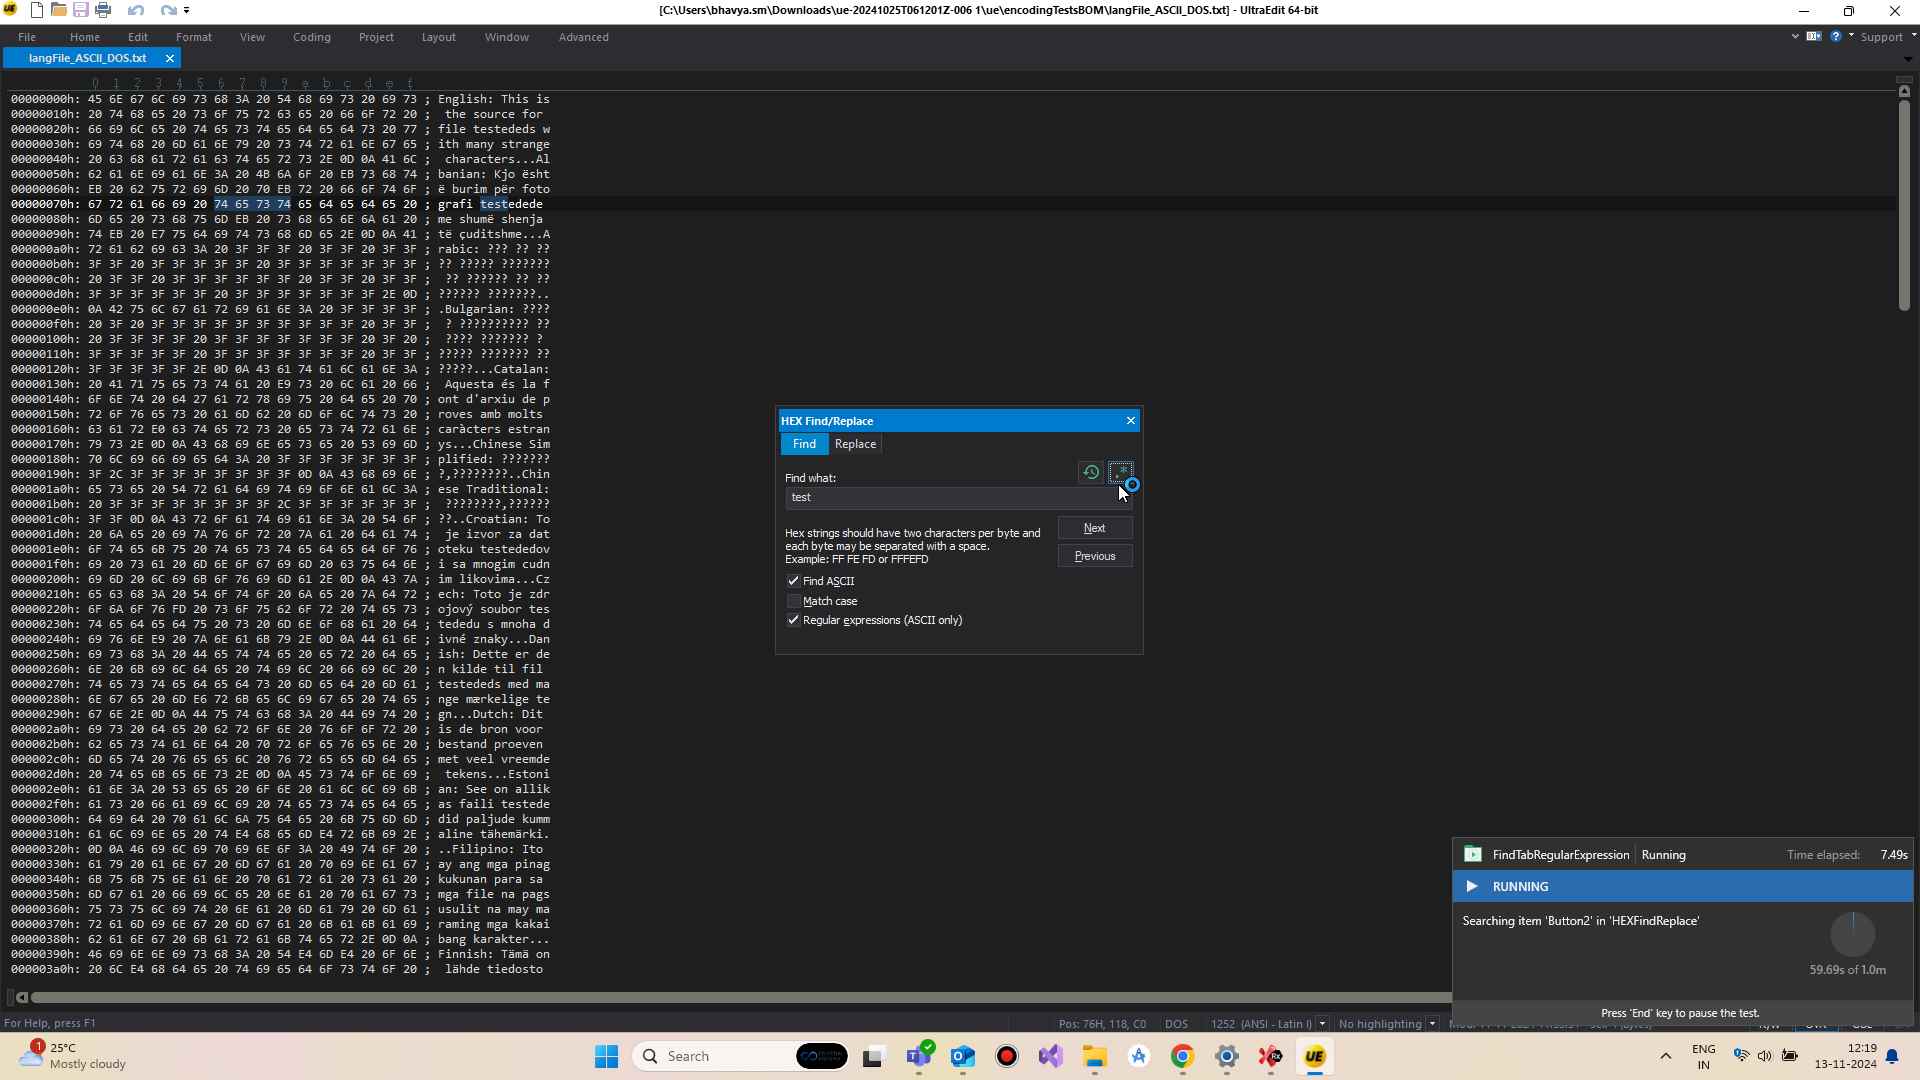 [C:\Users\bhavya.sm\Downloads\ue-20241025T061201Z-006 1\ue\encodingTestsBOM\langFile_ASCII_DOS.txt] - UltraEdit 64-bit
File Home Edit Format View Coding Project Layout Window Advanced Support
langFile_ASCII_DOS.txt
0 1 2 3 4 5 6 7 8 9 a b c d e f
00000000h: 45 6E 67 6C 69 73 68 3A 20 54 68 69 73 20 69 73 ; English: This is
00000010h: 20 74 68 65 20 73 6F 75 72 63 65 20 66 6F 72 20 ;  the source for
00000020h: 66 69 6C 65 20 74 65 73 74 65 64 65 64 73 20 77 ; file testededs w
00000030h: 69 74 68 20 6D 61 6E 79 20 73 74 72 61 6E 67 65 ; ith many strange
00000040h: 20 63 68 61 72 61 63 74 65 72 73 2E 0D 0A 41 6C ;  characters...Al
00000050h: 62 61 6E 69 61 6E 3A 20 4B 6A 6F 20 EB 73 68 74 ; banian: Kjo ësht
00000060h: EB 20 62 75 72 69 6D 20 70 EB 72 20 66 6F 74 6F ; ë burim për foto
00000070h: 67 72 61 66 69 20 74 65 73 74 65 64 65 64 65 20 ; grafi testedede
00000080h: 6D 65 20 73 68 75 6D EB 20 73 68 65 6E 6A 61 20 ; me shumë shenja
00000090h: 74 EB 20 E7 75 64 69 74 73 68 6D 65 2E 0D 0A 41 ; të çuditshme...A
000000a0h: 72 61 62 69 63 3A 20 3F 3F 3F 20 3F 3F 20 3F 3F ; rabic: ??? ?? ??
000000b0h: 3F 3F 20 3F 3F 3F 3F 3F 20 3F 3F 3F 3F 3F 3F 3F ; ?? ????? ???????
000000c0h: 20 3F 3F 20 3F 3F 3F 3F 3F 3F 20 3F 3F 20 3F 3F ;  ?? ?????? ?? ??
000000d0h: 3F 3F 3F 3F 3F 3F 20 3F 3F 3F 3F 3F 3F 3F 2E 0D ; ?????? ???????..
000000e0h: 0A 42 75 6C 67 61 72 69 61 6E 3A 20 3F 3F 3F 3F ; .Bulgarian: ????
000000f0h: 20 3F 20 3F 3F 3F 3F 3F 3F 3F 3F 3F 3F 20 3F 3F ;  ? ?????????? ??
00000100h: 20 3F 3F 3F 3F 20 3F 3F 3F 3F 3F 3F 3F 20 3F 20 ;  ???? ??????? ?
00000110h: 3F 3F 3F 3F 3F 20 3F 3F 3F 3F 3F 3F 3F 20 3F 3F ; ????? ??????? ??
00000120h: 3F 3F 3F 3F 3F 2E 0D 0A 43 61 74 61 6C 61 6E 3A ; ?????...Catalan:
00000130h: 20 41 71 75 65 73 74 61 20 E9 73 20 6C 61 20 66 ;  Aquesta és la f
00000140h: 6F 6E 74 20 64 27 61 72 78 69 75 20 64 65 20 70 ; ont d'arxiu de p
00000150h: 72 6F 76 65 73 20 61 6D 62 20 6D 6F 6C 74 73 20 ; roves amb molts
00000160h: 63 61 72 E0 63 74 65 72 73 20 65 73 74 72 61 6E ; caràcters estran
00000170h: 79 73 2E 0D 0A 43 68 69 6E 65 73 65 20 53 69 6D ; ys...Chinese Sim
00000180h: 70 6C 69 66 69 65 64 3A 20 3F 3F 3F 3F 3F 3F 3F ; plified: ???????
00000190h: 3F 2C 3F 3F 3F 3F 3F 3F 3F 3F 0D 0A 43 68 69 6E ; ?,????????..Chin
000001a0h: 65 73 65 20 54 72 61 64 69 74 69 6F 6E 61 6C 3A ; ese Traditional:
000001b0h: 20 3F 3F 3F 3F 3F 3F 3F 3F 2C 3F 3F 3F 3F 3F 3F ;  ????????,??????
000001c0h: 3F 3F 0D 0A 43 72 6F 61 74 69 61 6E 3A 20 54 6F ; ??..Croatian: To
000001d0h: 20 6A 65 20 69 7A 76 6F 72 20 7A 61 20 64 61 74 ;  je izvor za dat
000001e0h: 6F 74 65 6B 75 20 74 65 73 74 65 64 65 64 6F 76 ; oteku testededov
000001f0h: 69 20 73 61 20 6D 6E 6F 67 69 6D 20 63 75 64 6E ; i sa mnogim cudn
00000200h: 69 6D 20 6C 69 6B 6F 76 69 6D 61 2E 0D 0A 43 7A ; im likovima...Cz
00000210h: 65 63 68 3A 20 54 6F 74 6F 20 6A 65 20 7A 64 72 ; ech: Toto je zdr
00000220h: 6F 6A 6F 76 FD 20 73 6F 75 62 6F 72 20 74 65 73 ; ojový soubor tes
00000230h: 74 65 64 65 64 75 20 73 20 6D 6E 6F 68 61 20 64 ; tededu s mnoha d
00000240h: 69 76 6E E9 20 7A 6E 61 6B 79 2E 0D 0A 44 61 6E ; ivné znaky...Dan
00000250h: 69 73 68 3A 20 44 65 74 74 65 20 65 72 20 64 65 ; ish: Dette er de
00000260h: 6E 20 6B 69 6C 64 65 20 74 69 6C 20 66 69 6C 20 ; n kilde til fil
00000270h: 74 65 73 74 65 64 65 64 73 20 6D 65 64 20 6D 61 ; testededs med ma
00000280h: 6E 67 65 20 6D E6 72 6B 65 6C 69 67 65 20 74 65 ; nge mærkelige te
00000290h: 67 6E 2E 0D 0A 44 75 74 63 68 3A 20 44 69 74 20 ; gn...Dutch: Dit
000002a0h: 69 73 20 64 65 20 62 72 6F 6E 20 76 6F 6F 72 20 ; is de bron voor
000002b0h: 62 65 73 74 61 6E 64 20 70 72 6F 65 76 65 6E 20 ; bestand proeven
000002c0h: 6D 65 74 20 76 65 65 6C 20 76 72 65 65 6D 64 65 ; met veel vreemde
000002d0h: 20 74 65 6B 65 6E 73 2E 0D 0A 45 73 74 6F 6E 69 ;  tekens...Estoni
000002e0h: 61 6E 3A 20 53 65 65 20 6F 6E 20 61 6C 6C 69 6B ; an: See on allik
000002f0h: 61 73 20 66 61 69 6C 69 20 74 65 73 74 65 64 65 ; as faili testede
00000300h: 64 69 64 20 70 61 6C 6A 75 64 65 20 6B 75 6D 6D ; did paljude kumm
00000310h: 61 6C 69 6E 65 20 74 E4 68 65 6D E4 72 6B 69 2E ; aline tähemärki.
00000320h: 0D 0A 46 69 6C 69 70 69 6E 6F 3A 20 49 74 6F 20 ; ..Filipino: Ito
00000330h: 61 79 20 61 6E 67 20 6D 67 61 20 70 69 6E 61 67 ; ay ang mga pinag
00000340h: 6B 75 6B 75 6E 61 6E 20 70 61 72 61 20 73 61 20 ; kukunan para sa
00000350h: 6D 67 61 20 66 69 6C 65 20 6E 61 20 70 61 67 73 ; mga file na pags
00000360h: 75 73 75 6C 69 74 20 6E 61 20 6D 61 79 20 6D 61 ; usulit na may ma
00000370h: 72 61 6D 69 6E 67 20 6D 67 61 20 6B 61 6B 61 69 ; raming mga kakai
00000380h: 62 61 6E 67 20 6B 61 72 61 6B 74 65 72 2E 0D 0A ; bang karakter...
00000390h: 46 69 6E 6E 69 73 68 3A 20 54 E4 6D E4 20 6F 6E ; Finnish: Tämä on
000003a0h: 20 6C E4 68 64 65 20 74 69 65 64 6F 73 74 6F 20 ;  lähde tiedosto
HEX Find/Replace
Find Replace
Find what:
test
Hex strings should have two characters per byte and
each byte may be separated with a space.
Example: FF FE FD or FFFEFD
Next
Previous
Find ASCII
Match case
Regular expressions (ASCII only)
FindTabRegularExpression Running Time elapsed: 7.49s
RUNNING
Searching item 'Button2' in 'HEXFindReplace'
59.69s of 1.0m
Press 'End' key to pause the test.
For Help, press F1
Pos: 76H, 118, C0 DOS 1252 (ANSI - Latin I) No highlighting
1
25°C
Mostly cloudy
Search
UE
ENG
IN
12:19
13-11-2024